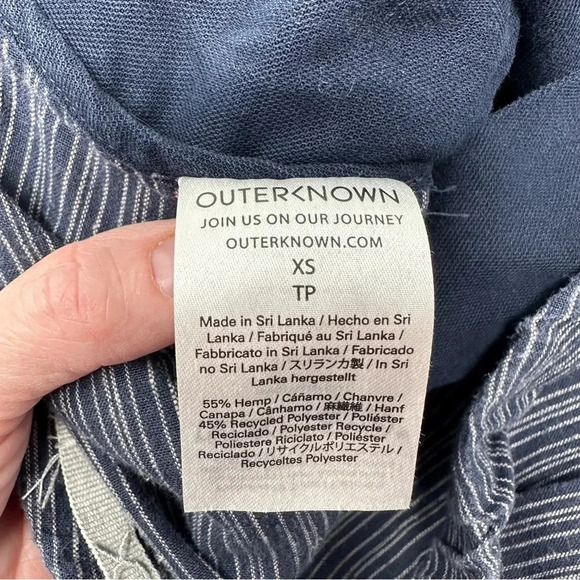 OUTERKNOWN
JOIN US ON OUR JOURNEY
OUTERKNOWN.COM
XS
TP
Made in Sri Lanka / Hecho en Sri
Lanka / Fabriqué au Sri Lanka /
Fabbricato in Sri Lanka / Fabricado
no Sri Lanka / スリランカ製 / In Sri
Lanka hergestellt
55% Hemp / Cáñamo / Chanvre /
Canapa / Cânhamo / 麻繊維 / Hanf
45% Recycled Polyester / Poliéster
Reciclado / Polyester Recycle /
Poliestere Riciclato / Poliéster
Reciclado / リサイクルポリエステル /
Recyceltes Polyester